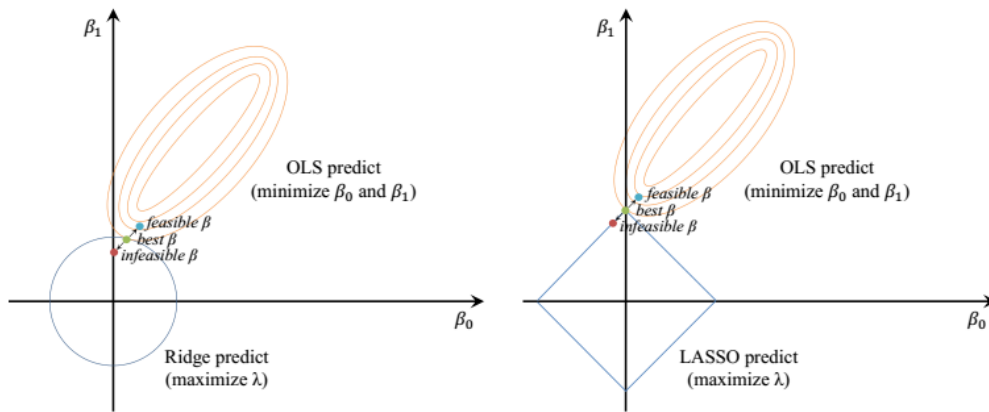 β₁
OLS predict
(minimize β₀ and β₁)
feasible β
best β
infeasible β
β₀
Ridge predict
(maximize λ)
β₁
OLS predict
(minimize β₀ and β₁)
feasible β
best β
infeasible β
β₀
LASSO predict
(maximize λ)